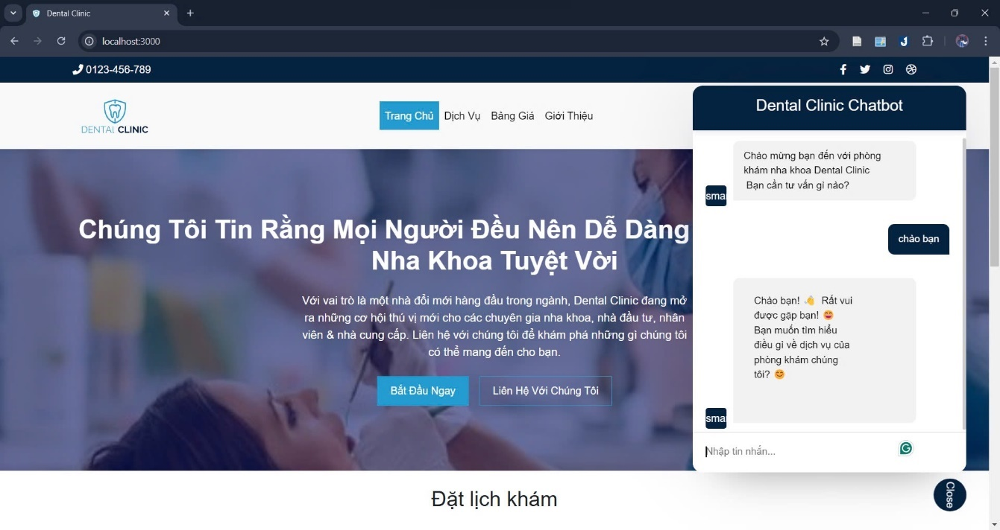 Dental Clinic
localhost:3000
0123-456-789
DENTAL CLINIC
Trang Chủ Dịch Vụ Bảng Giá Giới Thiệu
Chúng Tôi Tin Rằng Mọi Người Đều Nên Dễ Dàng
Nha Khoa Tuyệt Vời
Với vai trò là một nhà đổi mới hàng đầu trong ngành, Dental Clinic đang mở
ra những cơ hội thú vị mới cho các chuyên gia nha khoa, nhà đầu tư, nhân
viên & nhà cung cấp. Liên hệ với chúng tôi để khám phá những gì chúng tôi
có thể mang đến cho bạn.
Bắt Đầu Ngay
Liên Hệ Với Chúng Tôi
Đặt lịch khám
Dental Clinic Chatbot
Chào mừng bạn đến với phòng
khám nha khoa Dental Clinic
Bạn cần tư vấn gì nào?
sma
chào bạn
Chào bạn! 👋 Rất vui
được gặp bạn! 😄
Bạn muốn tìm hiểu
điều gì về dịch vụ của
phòng khám chúng
tôi? 😊
sma
Nhập tin nhắn...
Close